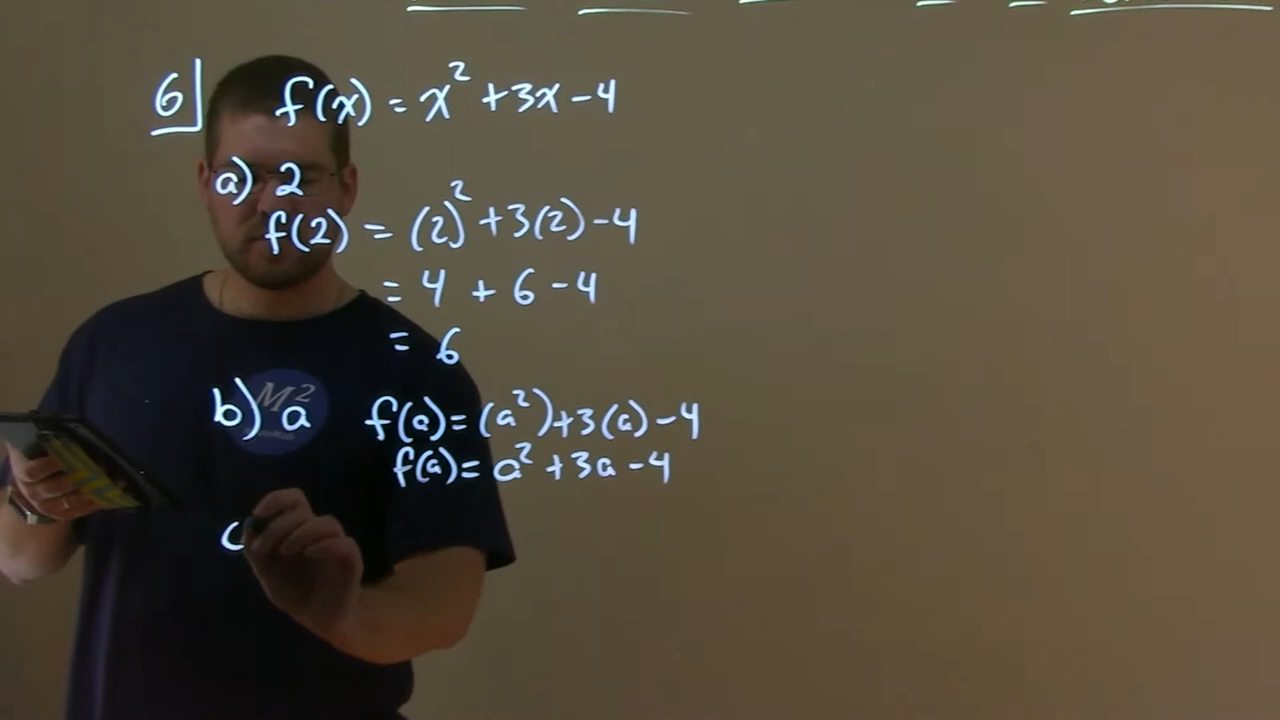 6 f(x) = x² + 3x - 4
a) 2
f(2) = (2)² + 3(2) - 4
= 4 + 6 - 4
= 6
b) a f(a) = (a²) + 3(a) - 4
f(a) = a² + 3a - 4
c
M²